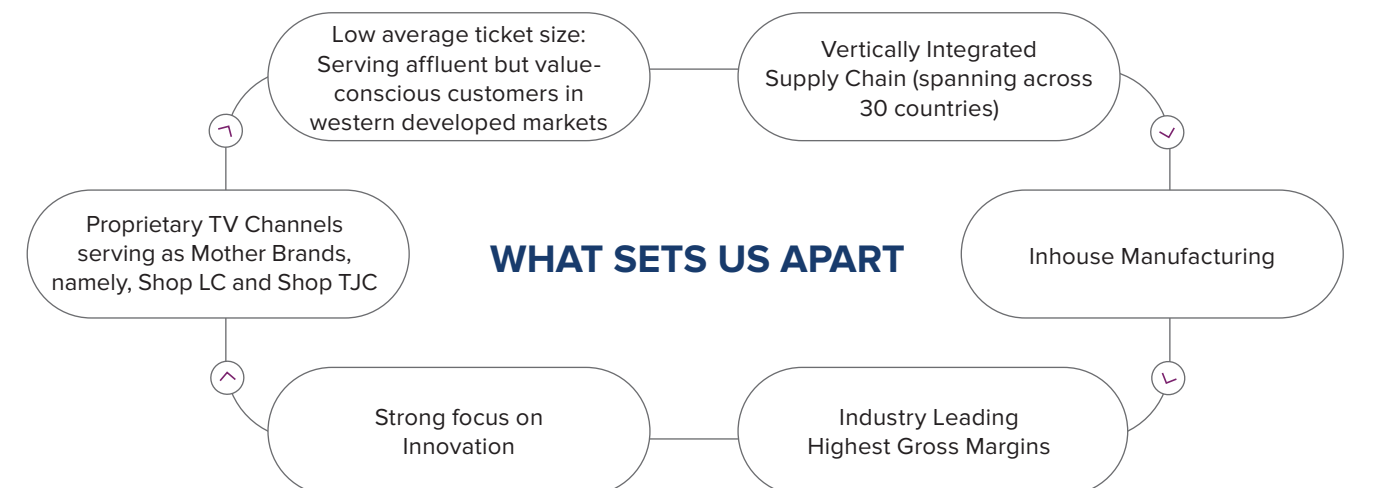 Low average ticket size:
Serving affluent but value-
conscious customers in
western developed markets
Vertically Integrated
Supply Chain (spanning across
30 countries)
Proprietary TV Channels
serving as Mother Brands,
namely, Shop LC and Shop TJC
WHAT SETS US APART
Inhouse Manufacturing
Strong focus on
Innovation
Industry Leading
Highest Gross Margins